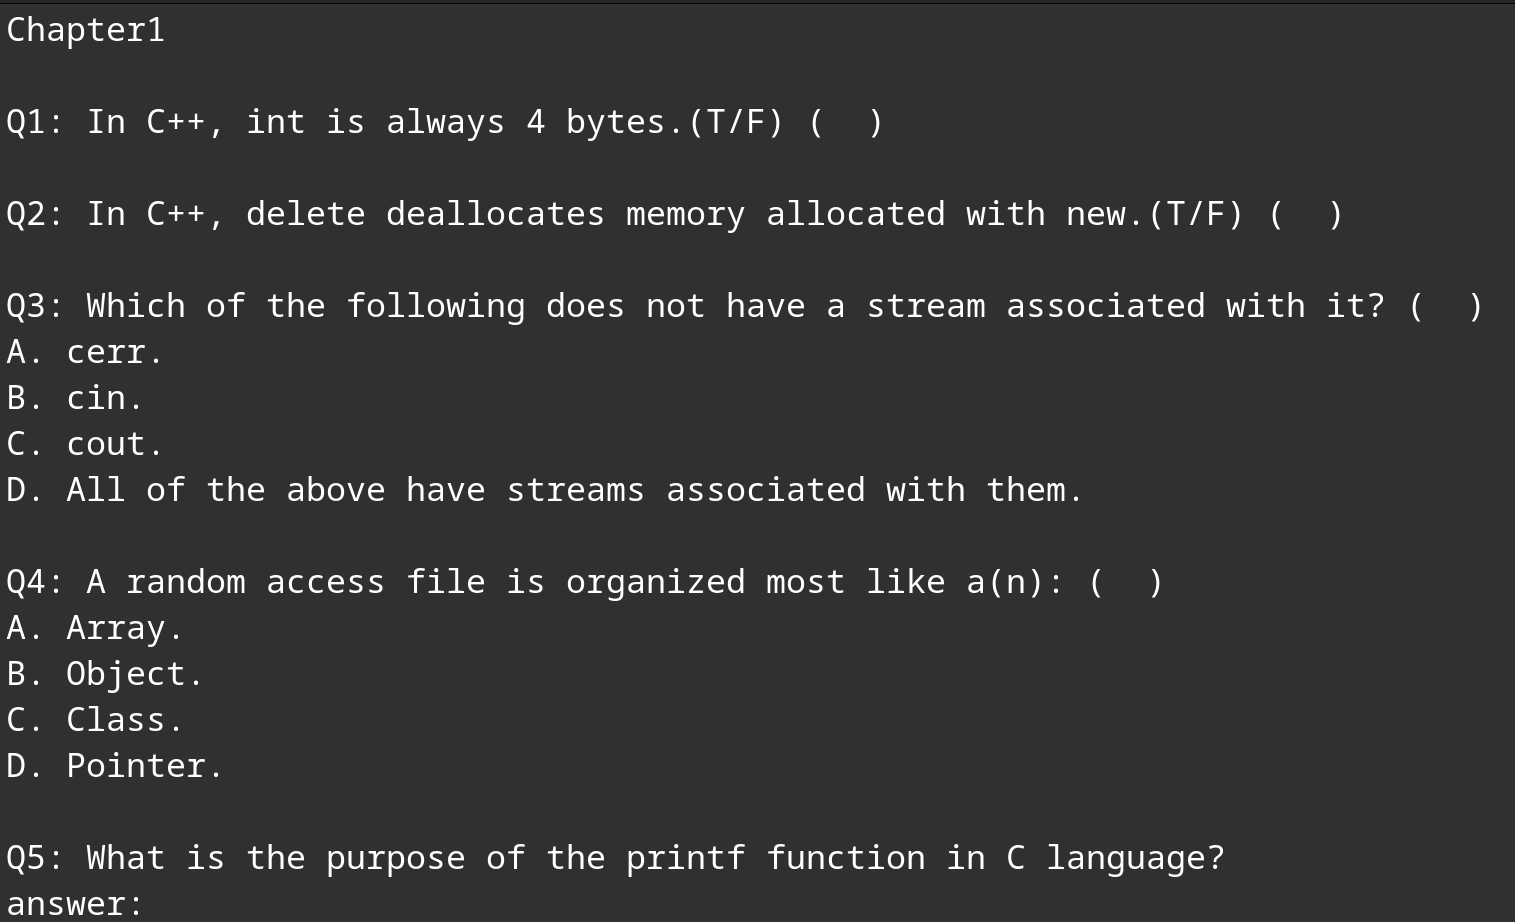 Chapter1
Q1: In C++, int is always 4 bytes.(T/F) (  )
Q2: In C++, delete deallocates memory allocated with new.(T/F) (  )
Q3: Which of the following does not have a stream associated with it? (  )
A. cerr.
B. cin.
C. cout.
D. All of the above have streams associated with them.
Q4: A random access file is organized most like a(n): (  )
A. Array.
B. Object.
C. Class.
D. Pointer.
Q5: What is the purpose of the printf function in C language?
answer: